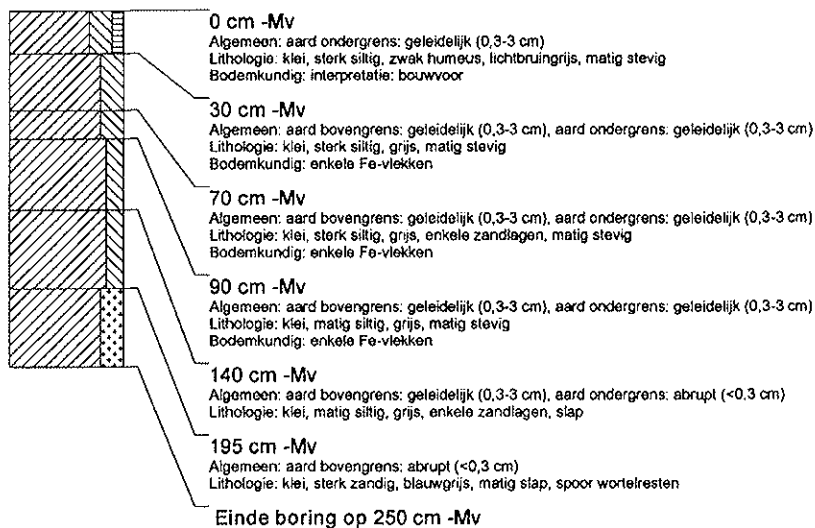 0 cm -Mv
Algemeen: aard ondergrens: geleidelijk (0,3-3 cm)
Lithologie: klei, sterk siltig, zwak humeus, lichtbruingrijs, matig stevig
Bodemkundig: interpretatie: bouwvoor
30 cm -Mv
Algemeen: aard bovengrens: geleidelijk (0,3-3 cm), aard ondergrens: geleidelijk (0,3-3 cm)
Lithologie: klei, sterk siltig, grijs, matig stevig
Bodemkundig: enkele Fe-vlekken
70 cm -Mv
Algemeen: aard bovengrens: geleidelijk (0,3-3 cm), aard ondergrens: geleidelijk (0,3-3 cm)
Lithologie: klei, sterk siltig, grijs, enkele zandlagen, matig stevig
Bodemkundig: enkele Fe-vlekken
90 cm -Mv
Algemeen: aard bovengrens: geleidelijk (0,3-3 cm), aard ondergrens: geleidelijk (0,3-3 cm)
Lithologie: klei, matig siltig, grijs, matig stevig
Bodemkundig: enkele Fe-vlekken
140 cm -Mv
Algemeen: aard bovengrens: geleidelijk (0,3-3 cm), aard ondergrens: abrupt (<0,3 cm)
Lithologie: klei, matig siltig, grijs, enkele zandlagen, slap
195 cm -Mv
Algemeen: aard bovengrens: abrupt (<0,3 cm)
Lithologie: klei, sterk zandig, blauwgrijs, matig slap, spoor wortelresten
Einde boring op 250 cm -Mv